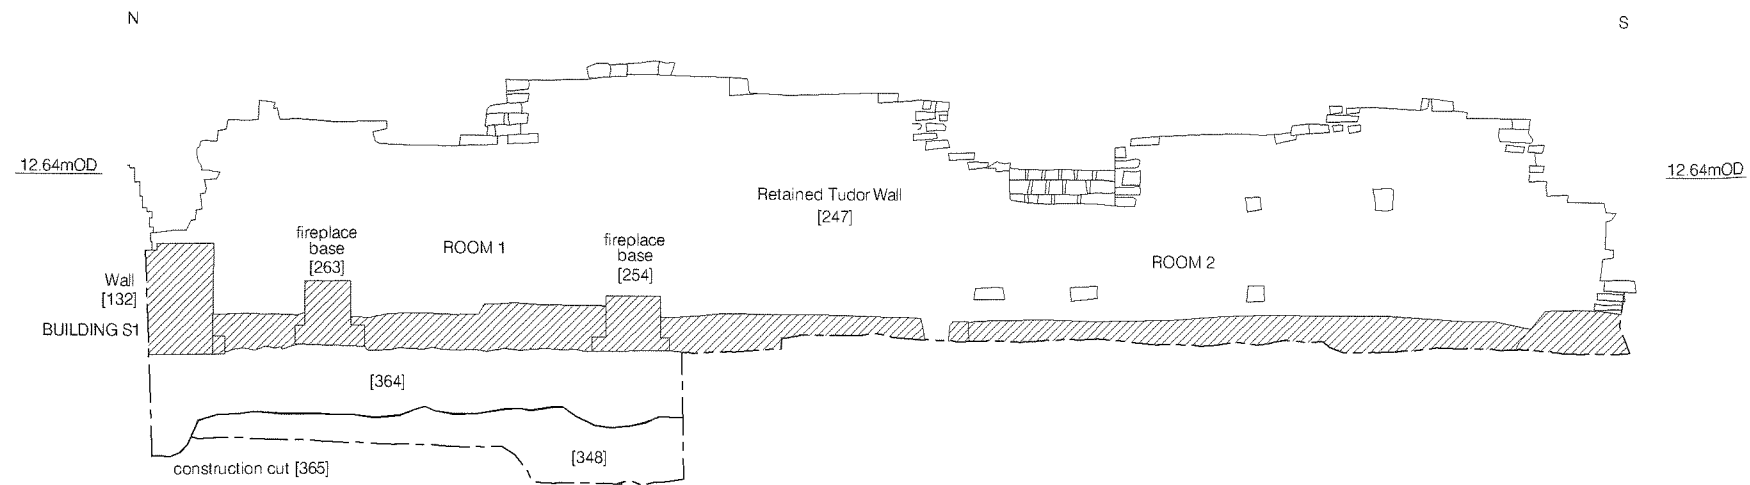 N
S
12.64mOD
12.64mOD
Retained Tudor Wall
[247]
fireplace
base
[263]
ROOM 1
fireplace
base
[254]
ROOM 2
Wall
[132]
BUILDING S1
[364]
[348]
construction cut [365]